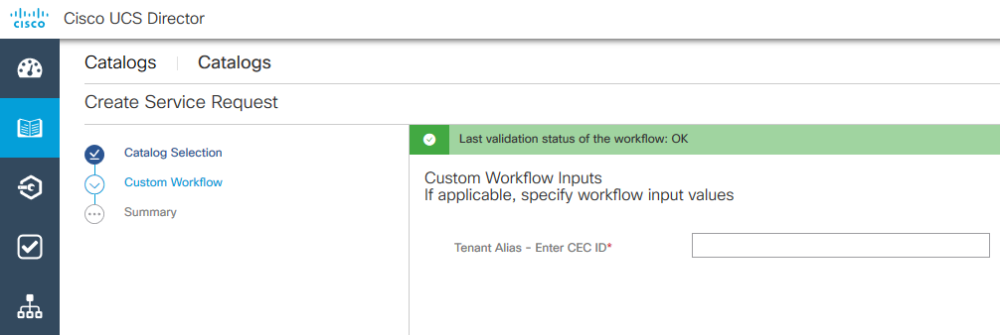 CISCO
Cisco UCS Director
Catalogs
Catalogs
Create Service Request
Catalog Selection
Custom Workflow
Summary
Last validation status of the workflow: OK
Custom Workflow Inputs
If applicable, specify workflow input values
Tenant Alias - Enter CEC ID*